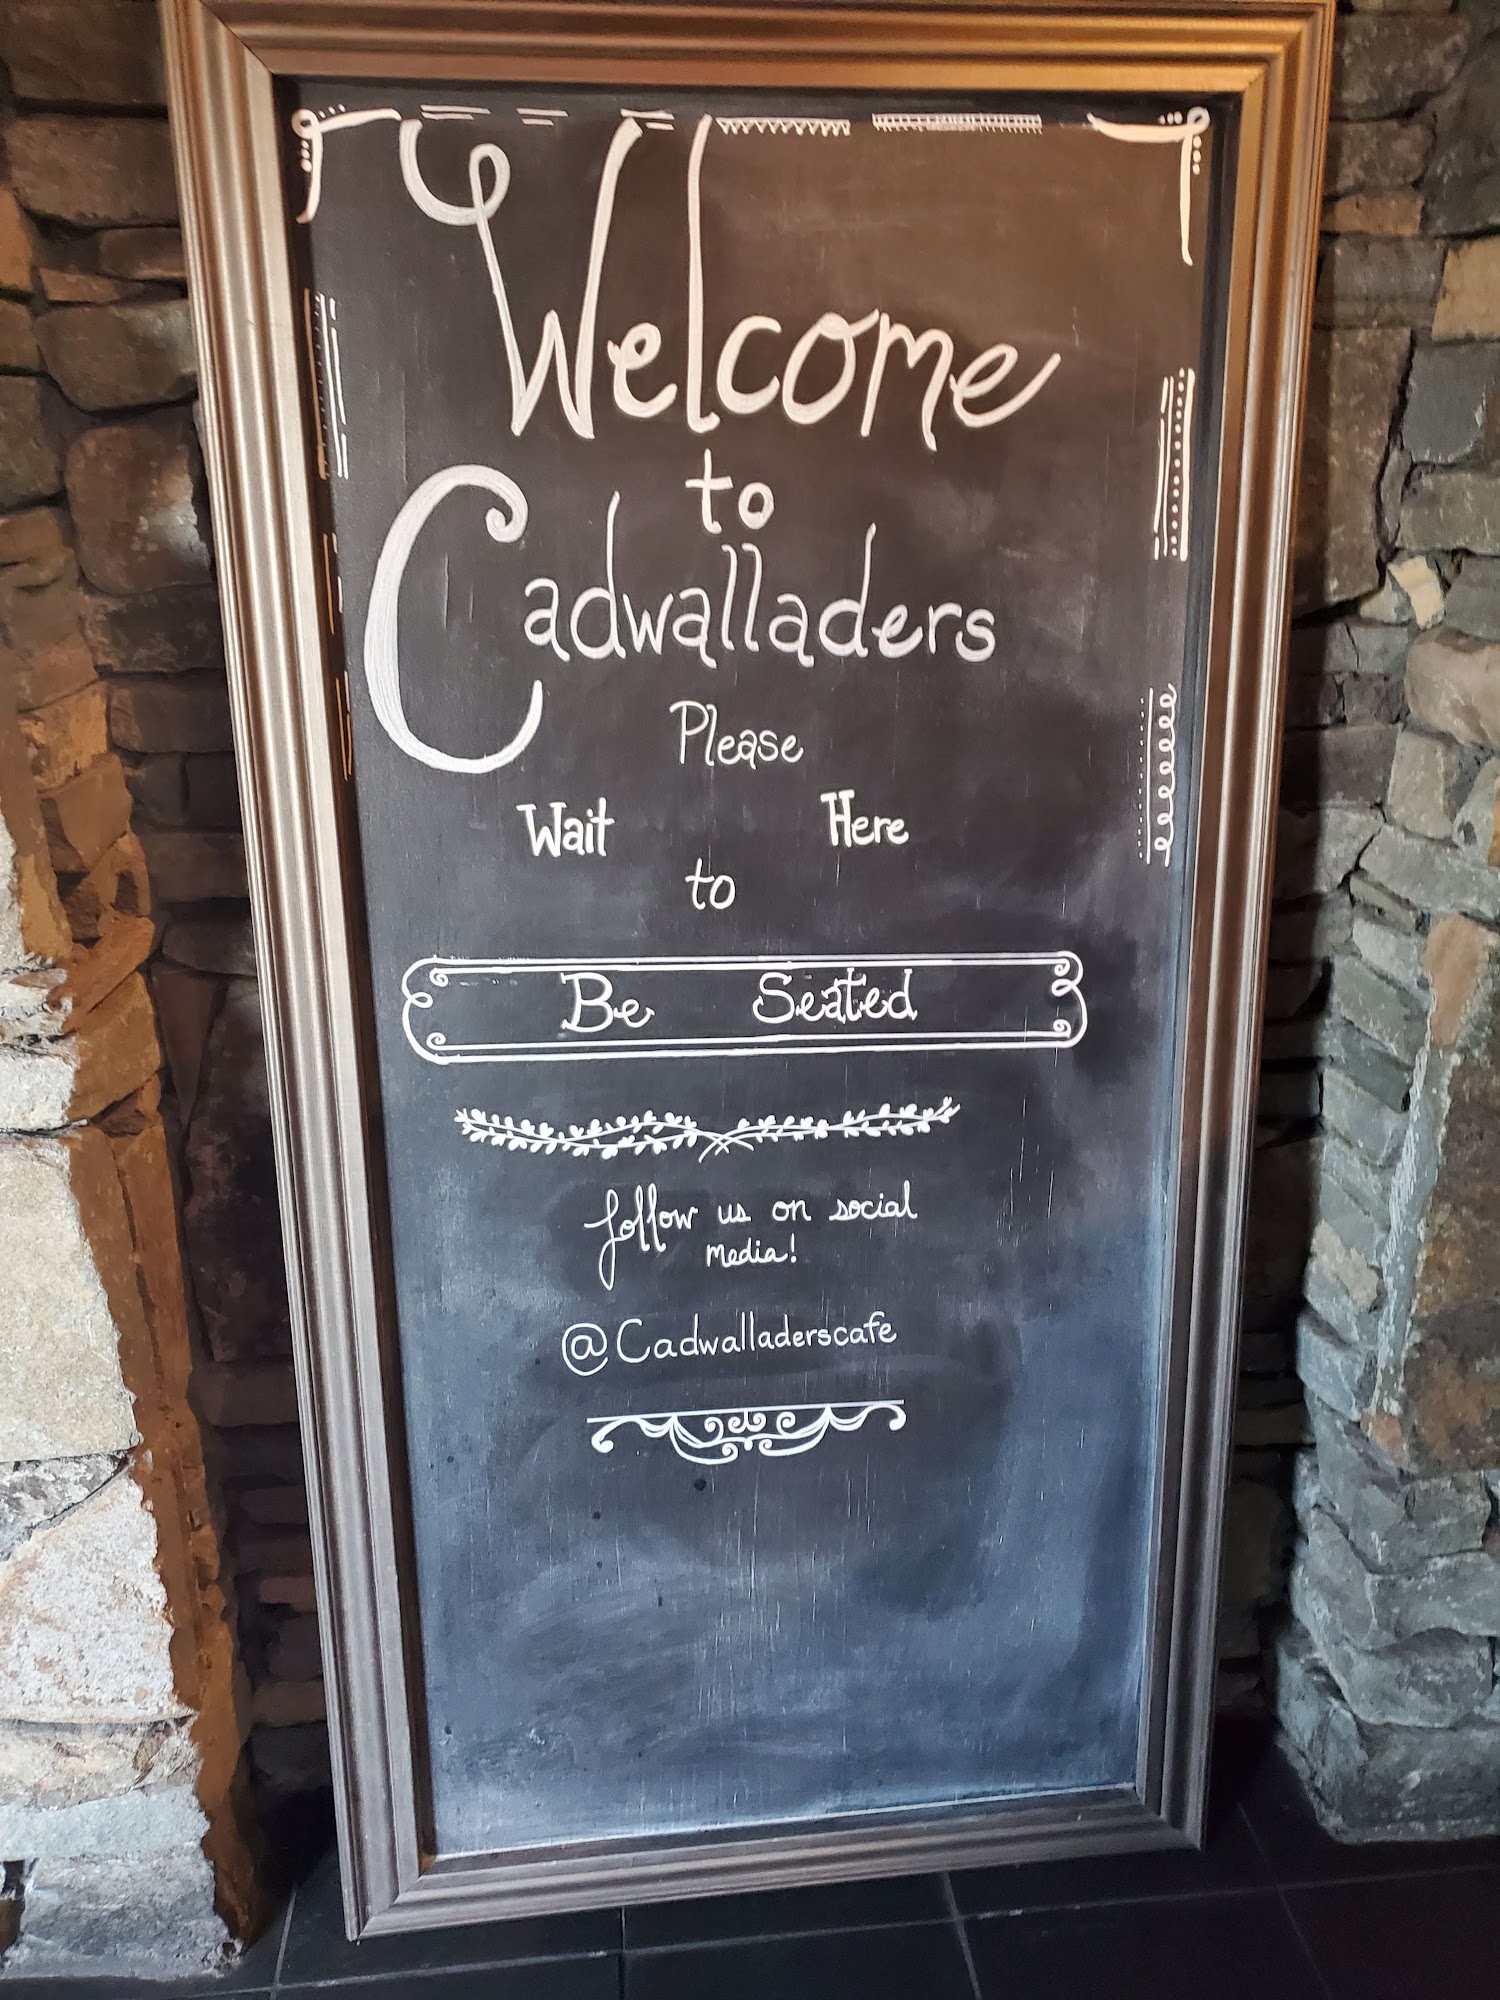 Welcome
to
Cadwalladers
Please
Wait Here
to
Be Seated
follow us on social
media!
@Cadwalladerscafe